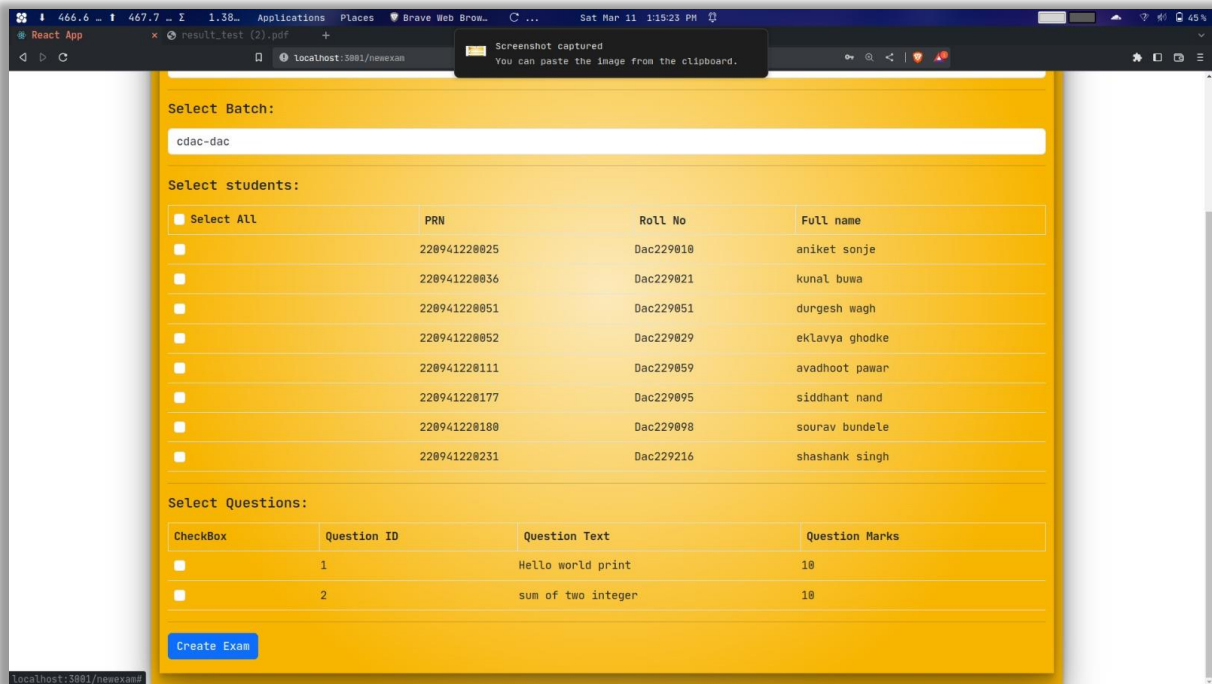 466.6 … 467.7 … Σ 1.38… Applications Places Brave Web Brow… C ... Sat Mar 11 1:15:23 PM 45%
React App × result_test (2).pdf +
Screenshot captured
You can paste the image from the clipboard.
localhost:3001/newexam
Select Batch:
cdac-dac
Select students:
Select All PRN Roll No Full name
220941220025 Dac229010 aniket sonje
220941220036 Dac229021 kunal buwa
220941220051 Dac229051 durgesh wagh
220941220052 Dac229029 eklavya ghodke
220941220111 Dac229059 avadhoot pawar
220941220177 Dac229095 siddhant nand
220941220180 Dac229098 sourav bundele
220941220231 Dac229216 shashank singh
Select Questions:
CheckBox Question ID Question Text Question Marks
1 Hello world print 10
2 sum of two integer 10
Create Exam
localhost:3001/newexam#